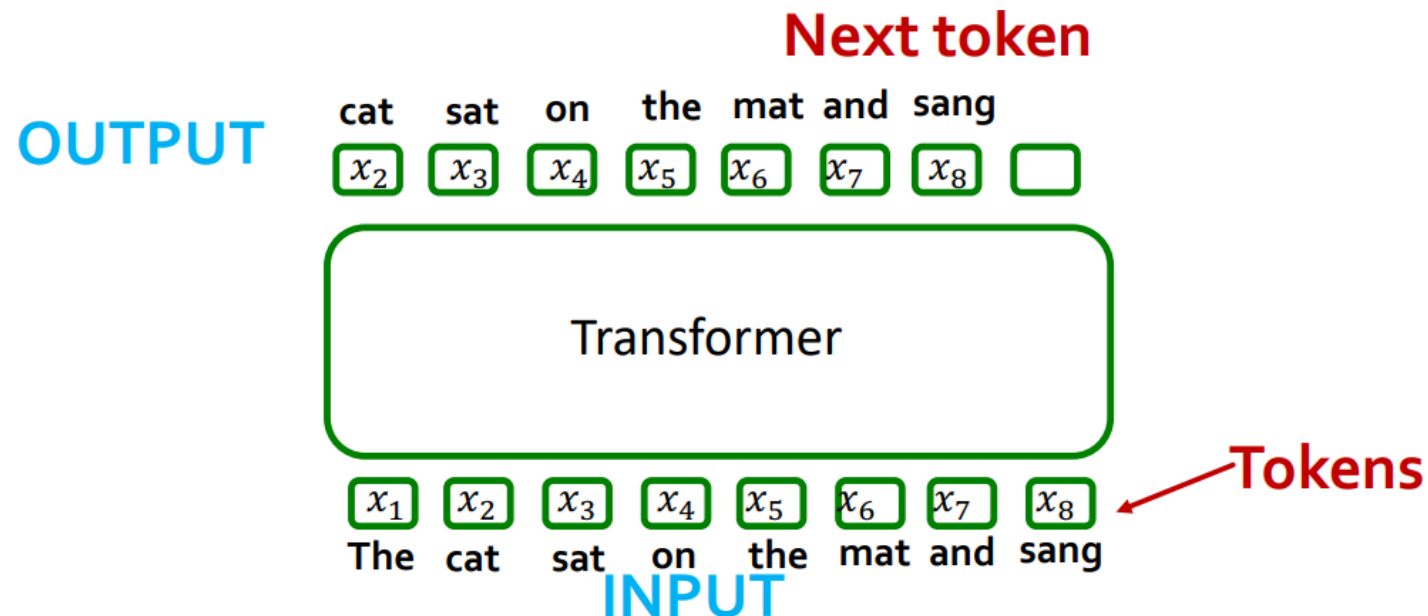 Next token
cat sat on the mat and sang
OUTPUT
x₂ x₃ x₄ x₅ x₆ x₇ x₈
Transformer
Tokens
x₁ x₂ x₃ x₄ x₅ x₆ x₇ x₈
The cat sat on the mat and sang
INPUT